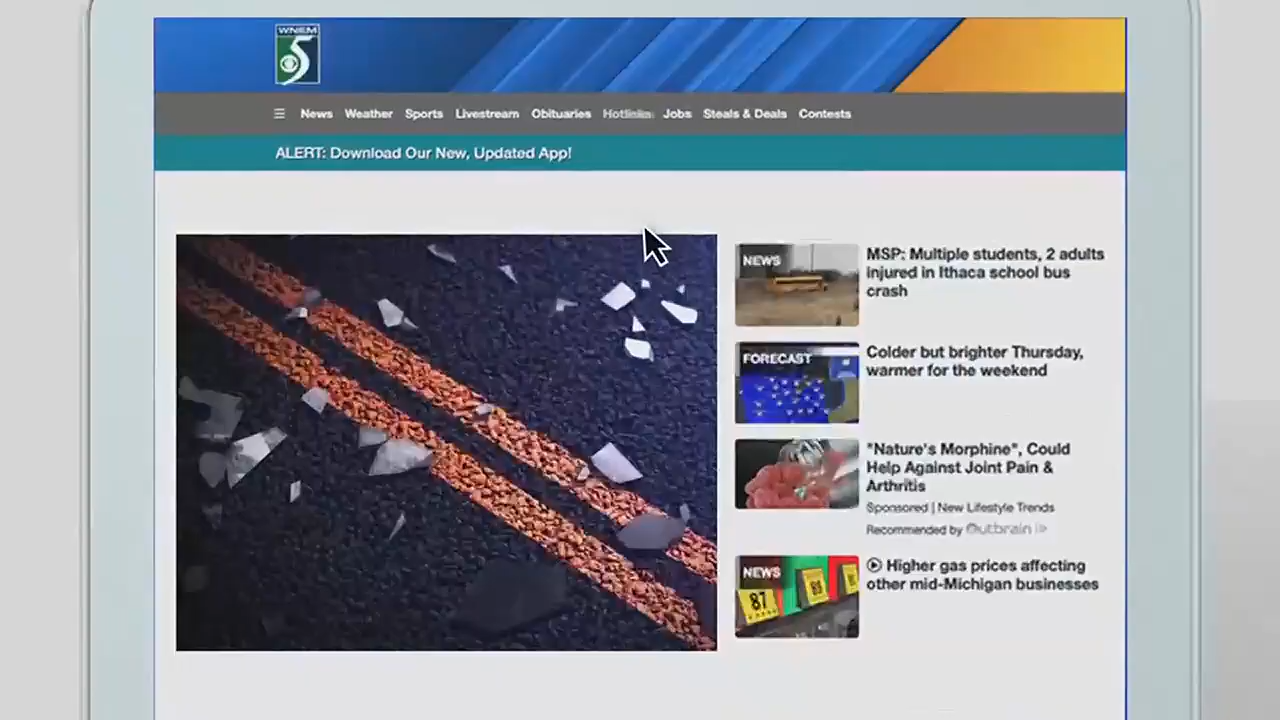 WNEM
5
☰ News Weather Sports Livestream Obituaries Hotlinks Jobs Steals & Deals Contests
ALERT: Download Our New, Updated App!
NEWS
MSP: Multiple students, 2 adults
injured in Ithaca school bus
crash
FORECAST
Colder but brighter Thursday,
warmer for the weekend
"Nature's Morphine", Could
Help Against Joint Pain &
Arthritis
Sponsored | New Lifestyle Trends
Recommended by Outbrain
NEWS
87
Higher gas prices affecting
other mid-Michigan businesses